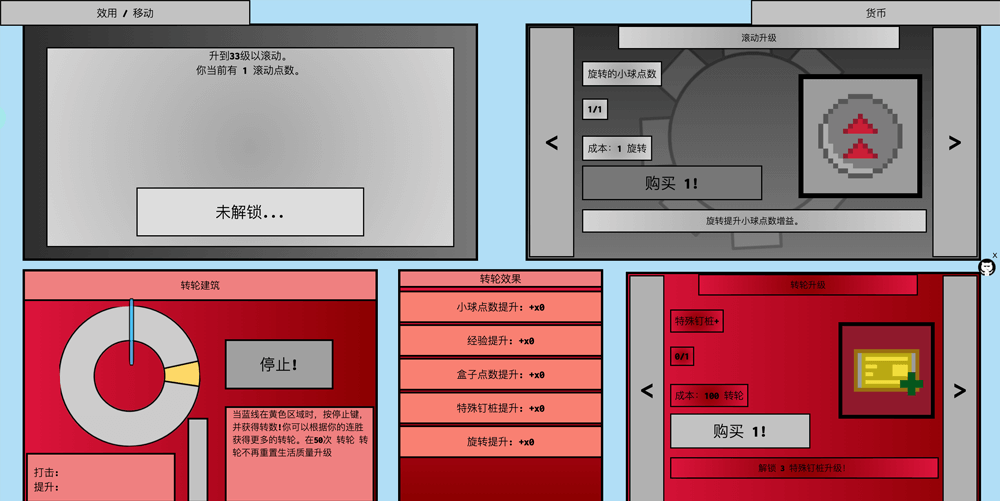 效用 / 移动
货币
升到33级以滚动。
你当前有 1 滚动点数。
未解锁...
滚动升级
旋转的小球点数
1/1
成本: 1 旋转
购买 1!
旋转提升小球点数增益。
<
>
x
转轮建筑
停止!
当蓝线在黄色区域时, 按停止键,
并获得转数!你可以根据你的连胜
获得更多的转轮。在50次 转轮 转
轮不再重置生活质量升级
打击:
提升:
转轮效果
小球点数提升: +x0
经验提升: +x0
盒子点数提升: +x0
特殊钉桩提升: +x0
旋转提升: +x0
转轮升级
特殊钉桩+
0/1
成本: 100 转轮
购买 1!
解锁 3 特殊钉桩升级!
<
>